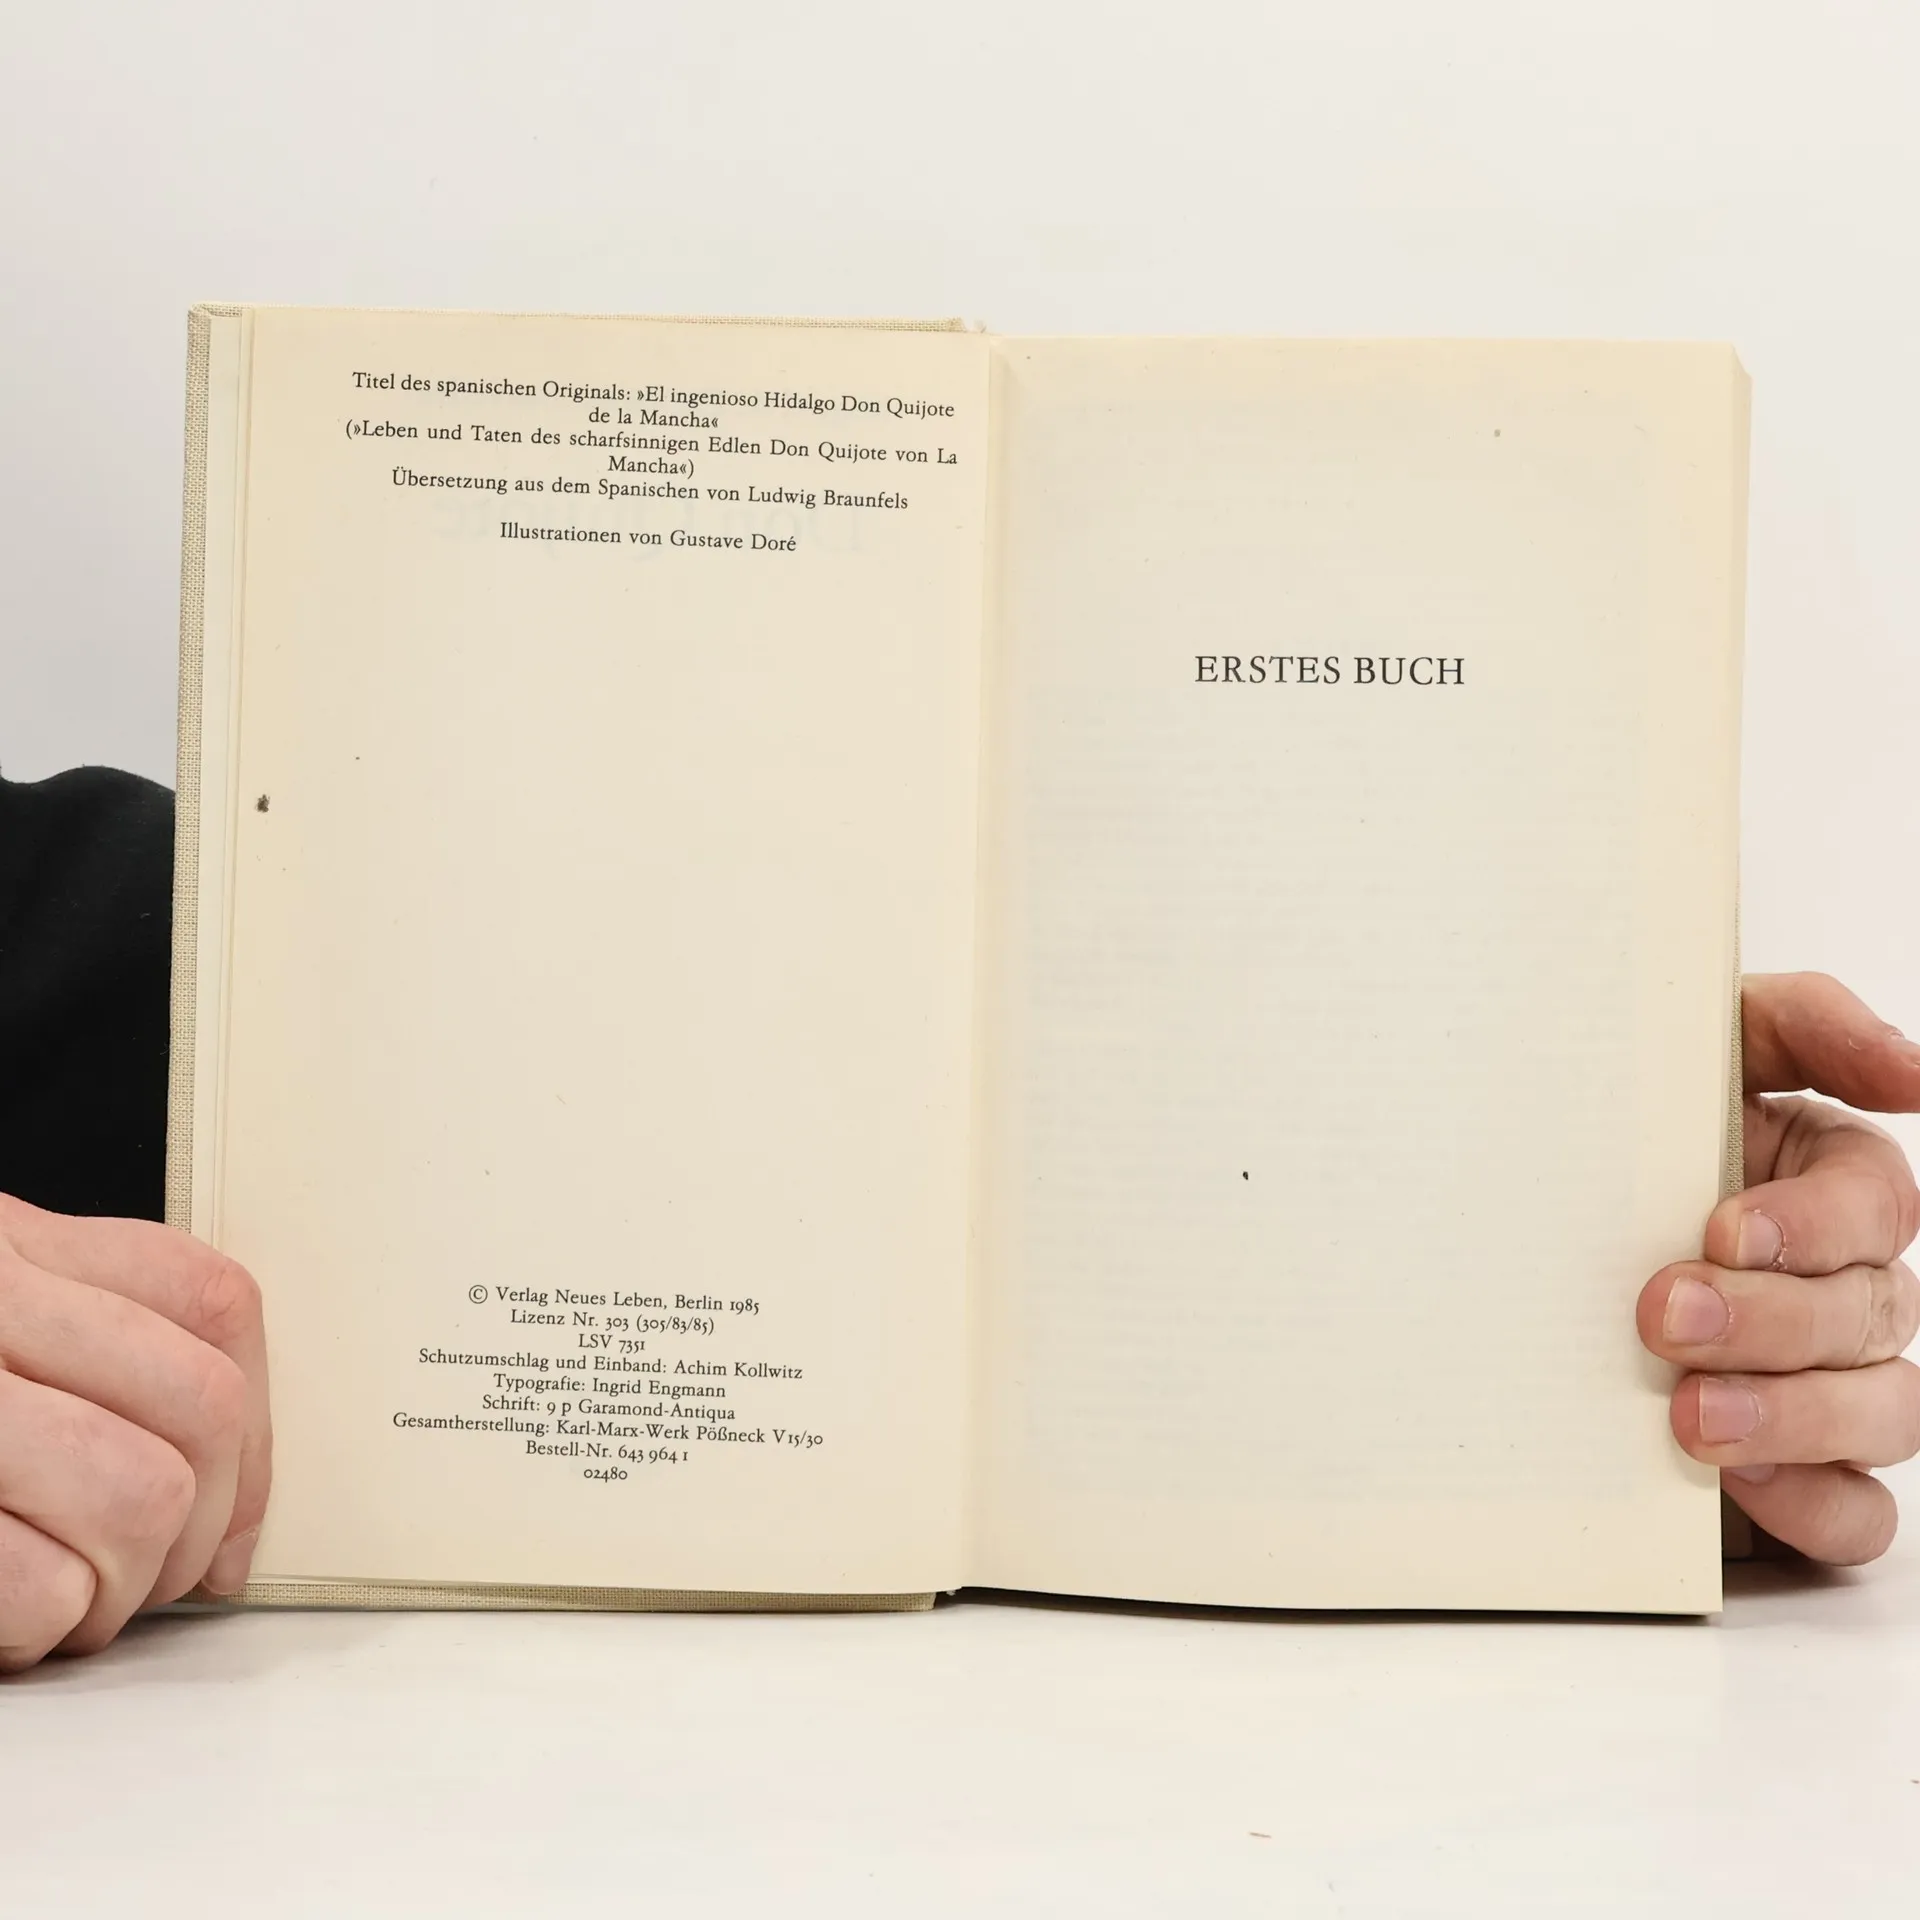 Titel des spanischen Originals: »El ingenioso Hidalgo Don Quijote
de la Mancha«
(»Leben und Taten des scharfsinnigen Edlen Don Quijote von La
Mancha«)
Übersetzung aus dem Spanischen von Ludwig Braunfels
Illustrationen von Gustave Doré
© Verlag Neues Leben, Berlin 1985
Lizenz Nr. 303 (305/83/85)
LSV 7351
Schutzumschlag und Einband: Achim Kollwitz
Typografie: Ingrid Engmann
Schrift: 9 p Garamond-Antiqua
Gesamtherstellung: Karl-Marx-Werk Pößneck V15/30
Bestell-Nr. 643 964 1
02480
ERSTES BUCH